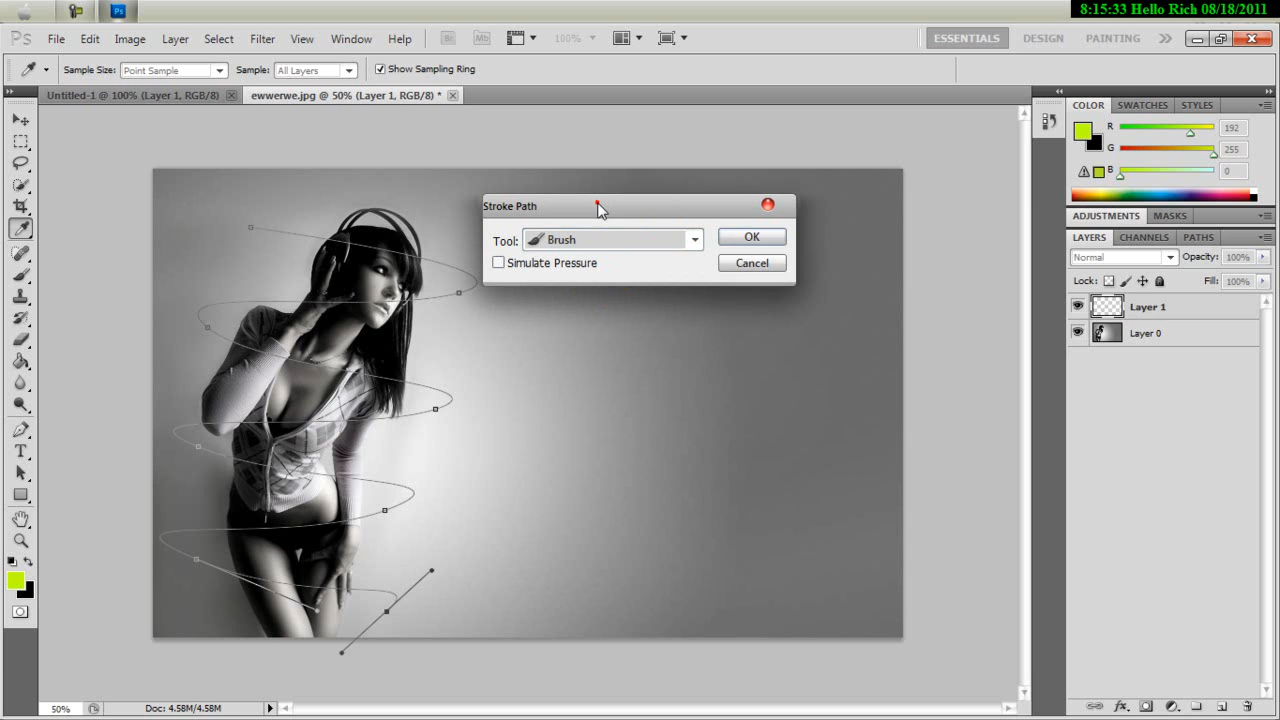 8:15:33 Hello Rich 08/18/2011
Ps File Edit Image Layer Select Filter View Window Help Br Mb 100% ESSENTIALS DESIGN PAINTING
Sample Size: Point Sample Sample: All Layers Show Sampling Ring
Untitled-1 @ 100% (Layer 1, RGB/8) ewwerwe.jpg @ 50% (Layer 1, RGB/8) *
COLOR SWATCHES STYLES
R 192
G 255
B 0
Stroke Path
Tool: Brush OK
Simulate Pressure Cancel
ADJUSTMENTS MASKS
LAYERS CHANNELS PATHS
Normal Opacity: 100%
Lock: Fill: 100%
Layer 1
Layer 0
50% Doc: 4.58M/4.58M